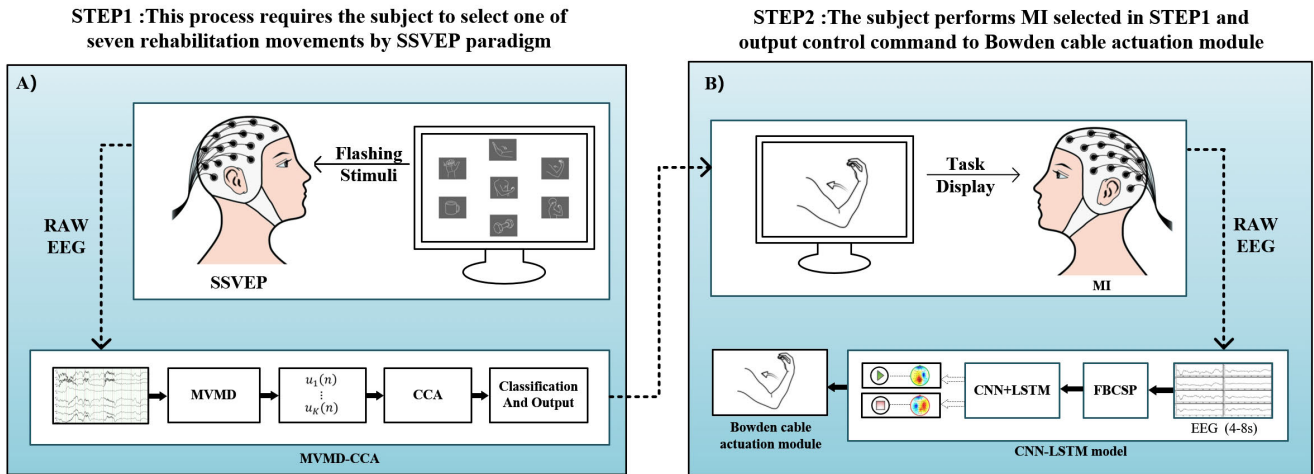 STEP1 :This process requires the subject to select one of
seven rehabilitation movements by SSVEP paradigm
A)
Flashing
Stimuli
SSVEP
RAW
EEG
MVMD
u₁(n)
⋮
u_K(n)
CCA
Classification
And Output
MVMD-CCA
STEP2 :The subject performs MI selected in STEP1 and
output control command to Bowden cable actuation module
B)
Task
Display
MI
RAW
EEG
Bowden cable
actuation module
CNN+LSTM
FBCSP
EEG (4-8s)
CNN-LSTM model